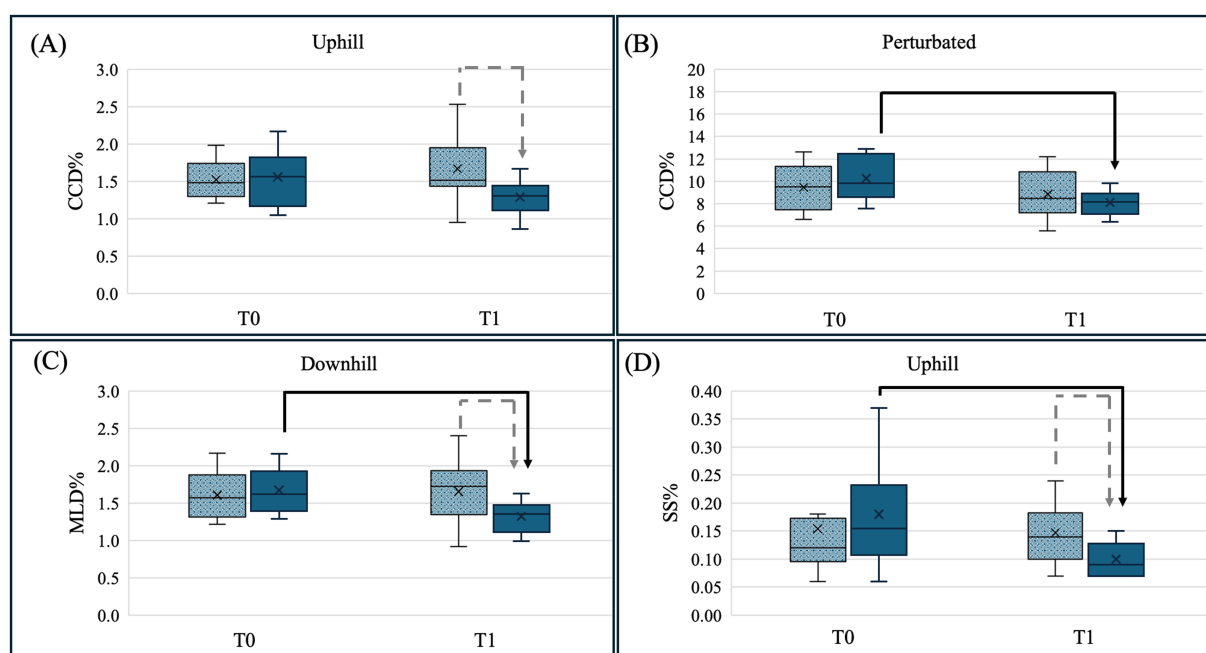 (A)
Uphill
CCD%
3.0
2.5
2.0
1.5
1.0
0.5
0.0
T0 T1
(B)
Perturbated
CCD%
20
18
16
14
12
10
8
6
4
2
0
T0 T1
(C)
Downhill
MLD%
3.0
2.5
2.0
1.5
1.0
0.5
0.0
T0 T1
(D)
Uphill
SS%
0.40
0.35
0.30
0.25
0.20
0.15
0.10
0.05
0.00
T0 T1